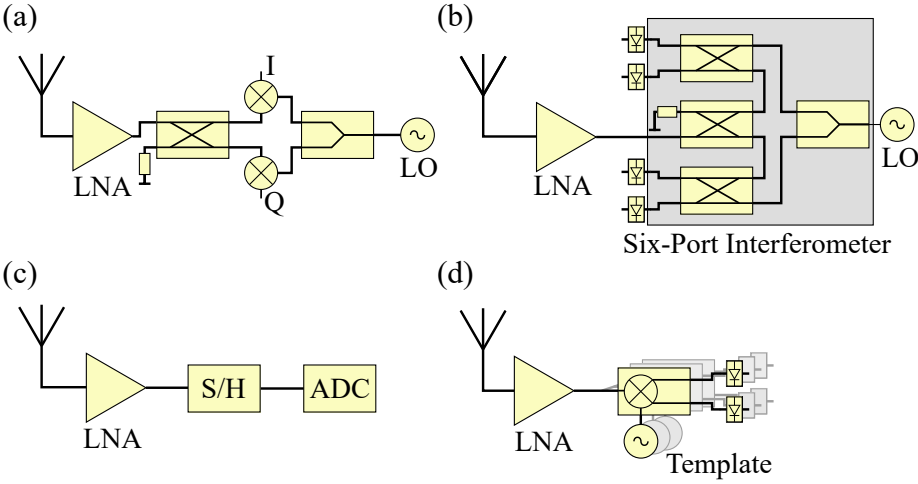 (a)
I
LNA
Q
LO
(b)
LNA
LO
Six-Port Interferometer
(c)
LNA
S/H
ADC
(d)
LNA
Template